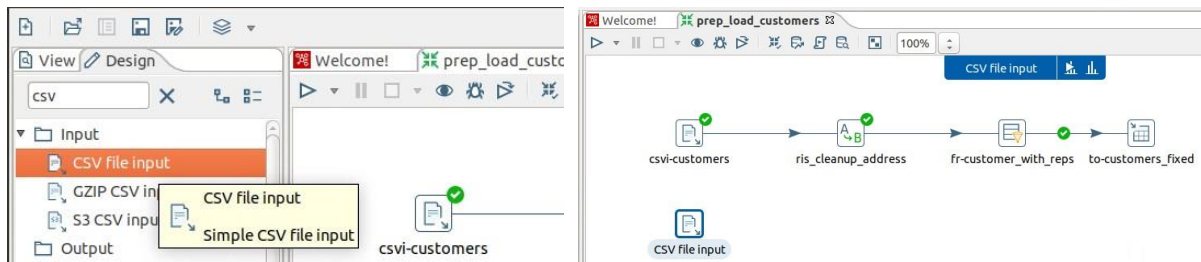 View Design
csv
Input
CSV file input
GZIP CSV inp
S3 CSV inpu
Output
CSV file input
Simple CSV file input
Welcome! prep_load_custo
csvi-customers
Welcome! prep_load_customers
100%
CSV file input
csvi-customers ris_cleanup_address fr-customer_with_reps to-customers_fixed
CSV file input